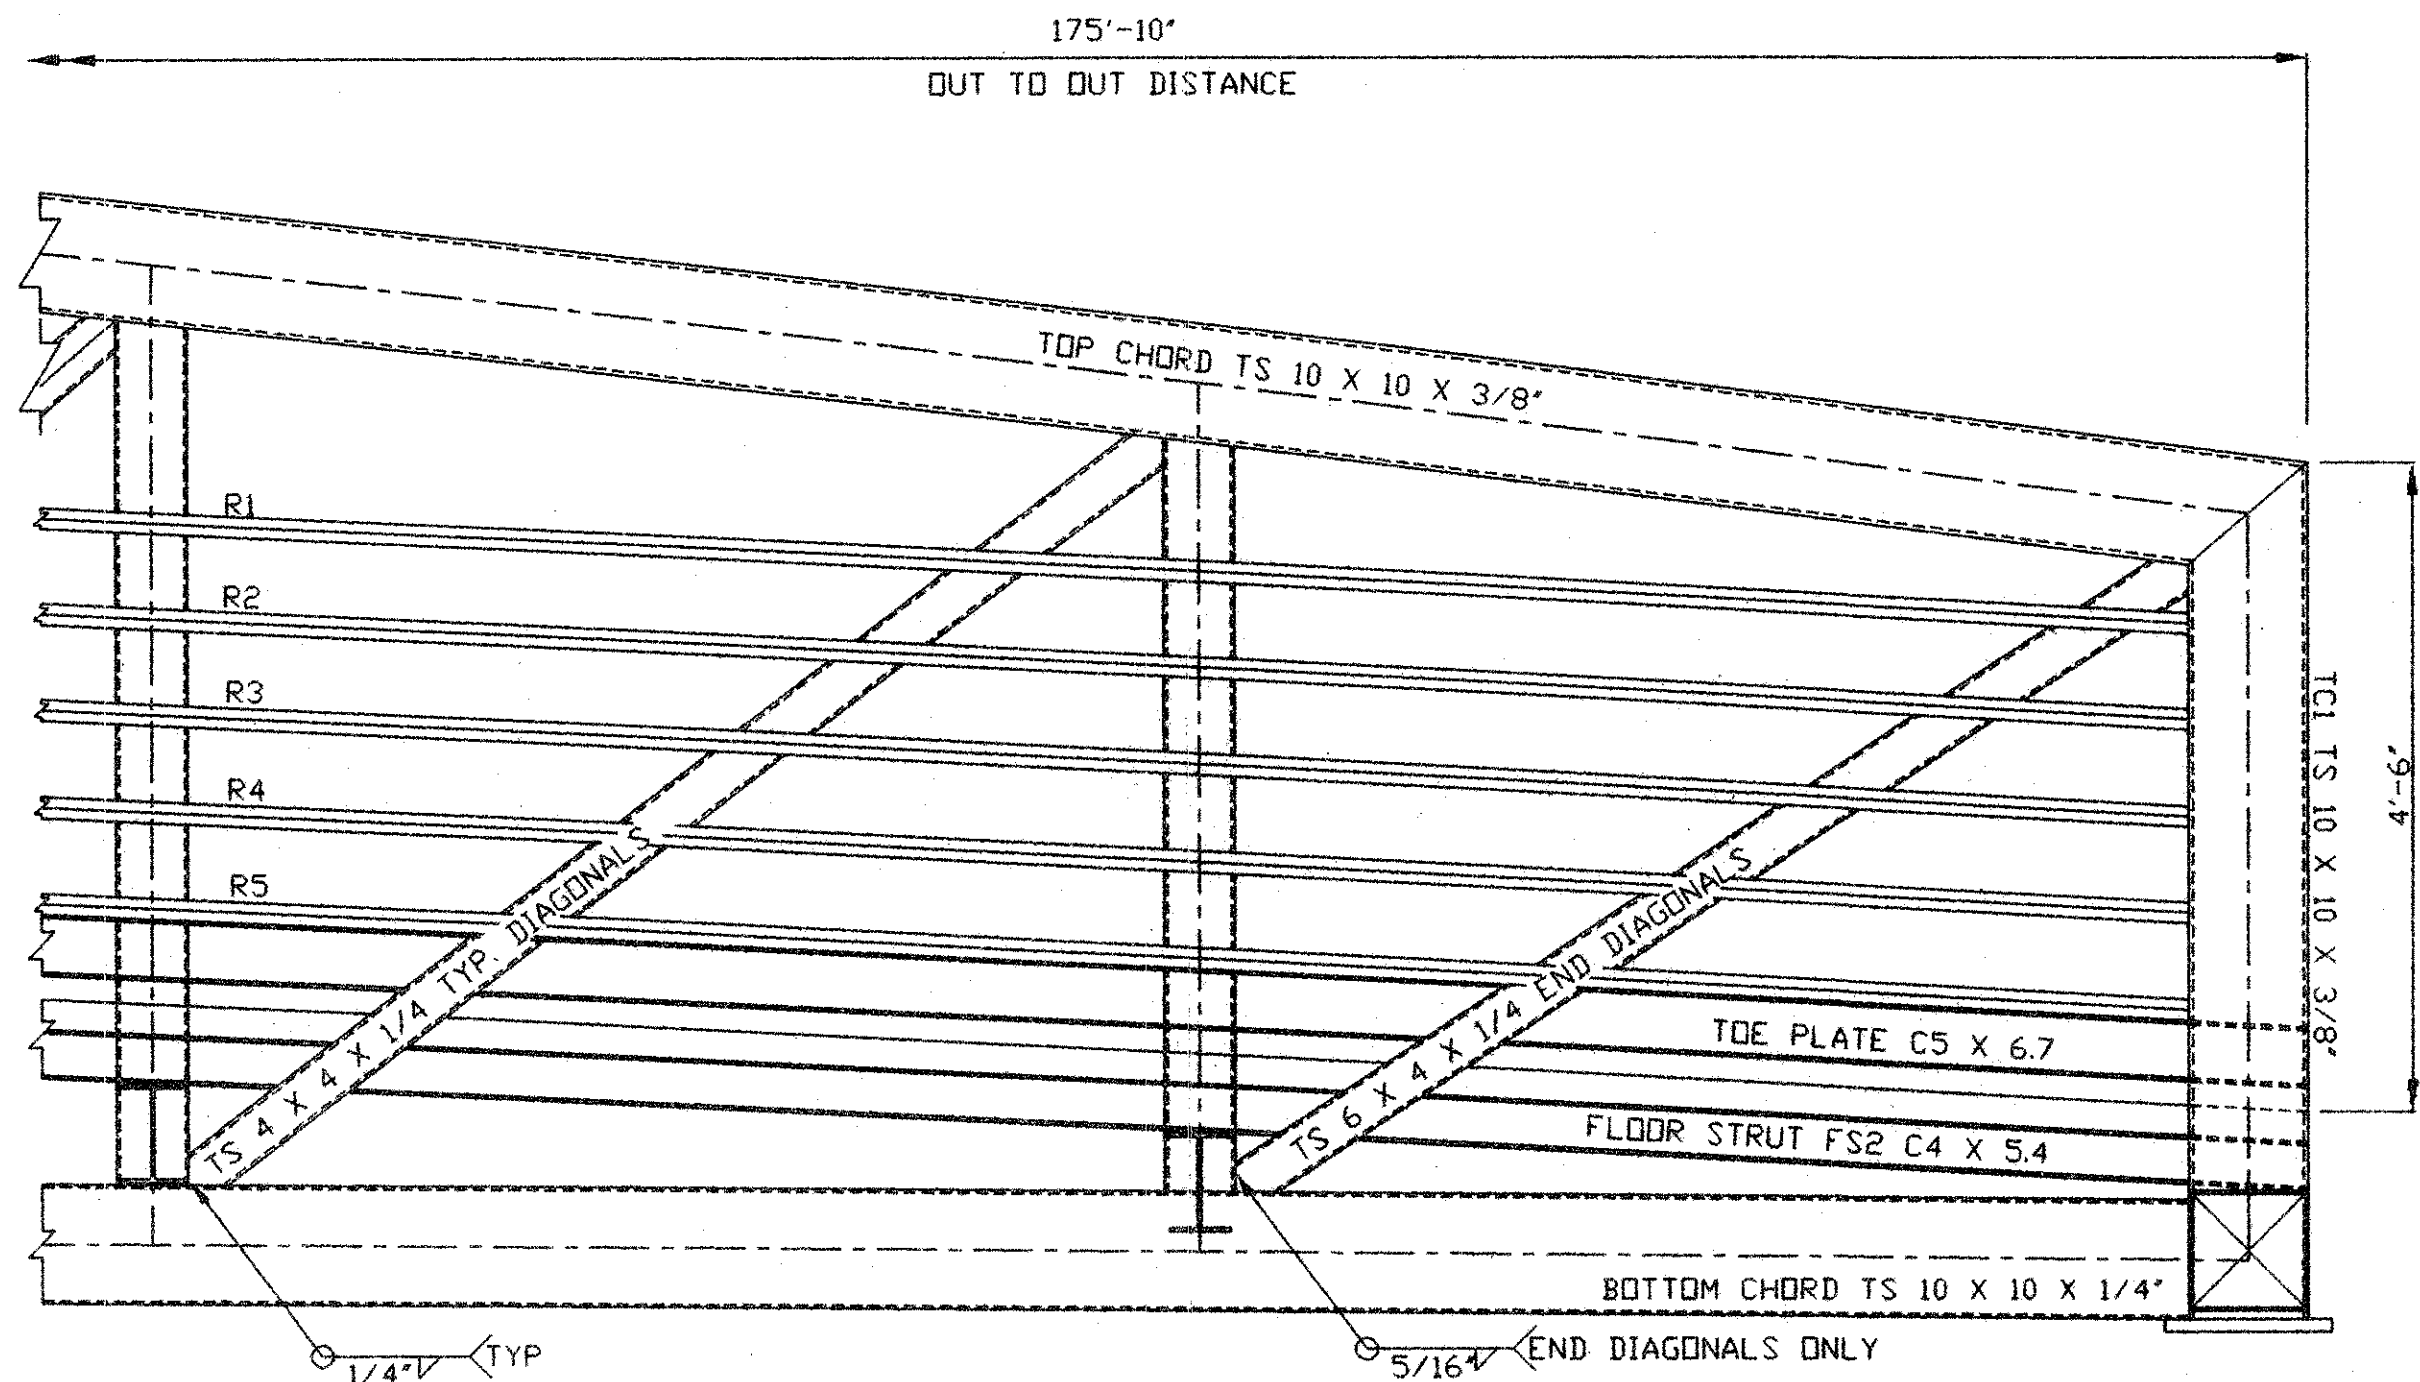 175'-10"
OUT TO OUT DISTANCE
TOP CHORD TS 10 X 10 X 3/8"
R1
R2
R3
R4
R5
TS 4 X 4 X 1/4 TYP. DIAGONALS
TS 6 X 4 X 1/4 END DIAGONALS
TC1 TS 10 X 10 X 3/8"
4'-6"
TOE PLATE C5 X 6.7
FLOOR STRUT FS2 C4 X 5.4
BOTTOM CHORD TS 10 X 10 X 1/4"
1/4" TYP
5/16" END DIAGONALS ONLY